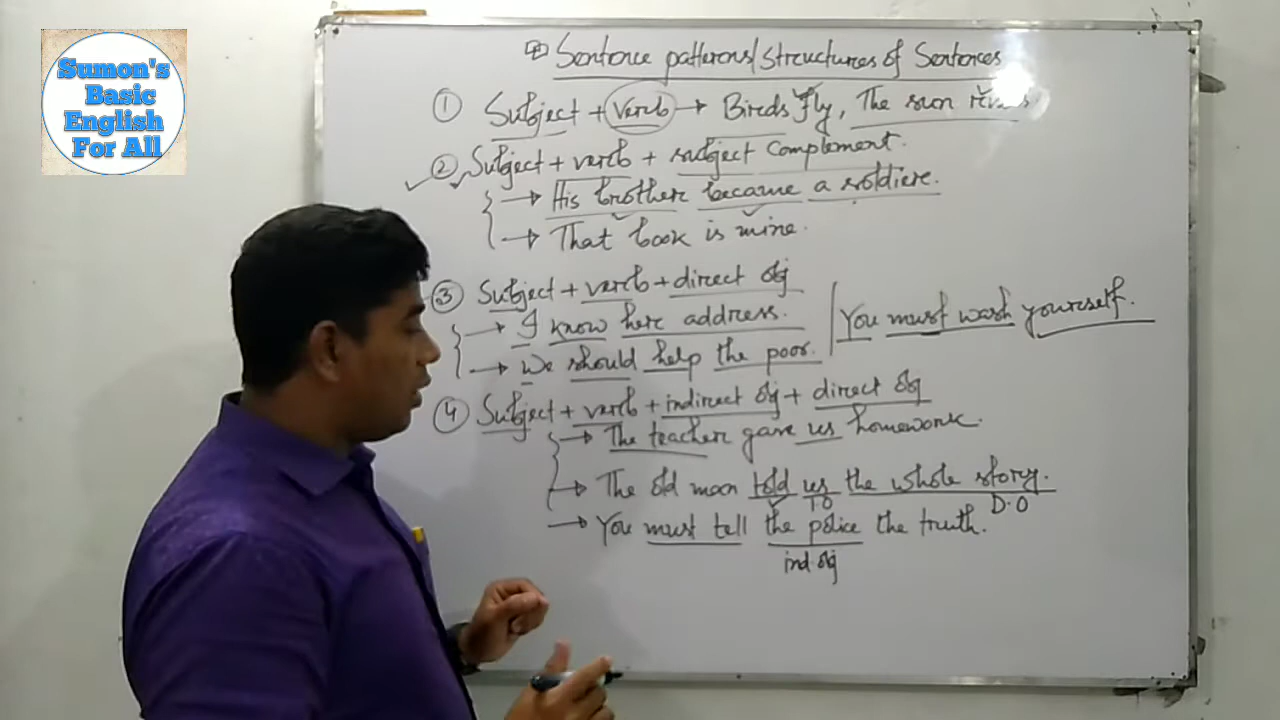 Sumon's
Basic
English
For All
Sentence patterns/Structures of Sentences
① Subject + verb → Birds fly, The sun rises.
② Subject + verb + subject complement.
→ His brother became a soldier.
→ That book is mine.
③ Subject + verb + direct obj
→ I know her address.
→ We should help the poor.
You must wash yourself.
④ Subject + verb + indirect obj + direct obj
→ The teacher gave us homework.
→ The old man told us the whole story.
I O D.O
→ You must tell the police the truth.
ind. obj